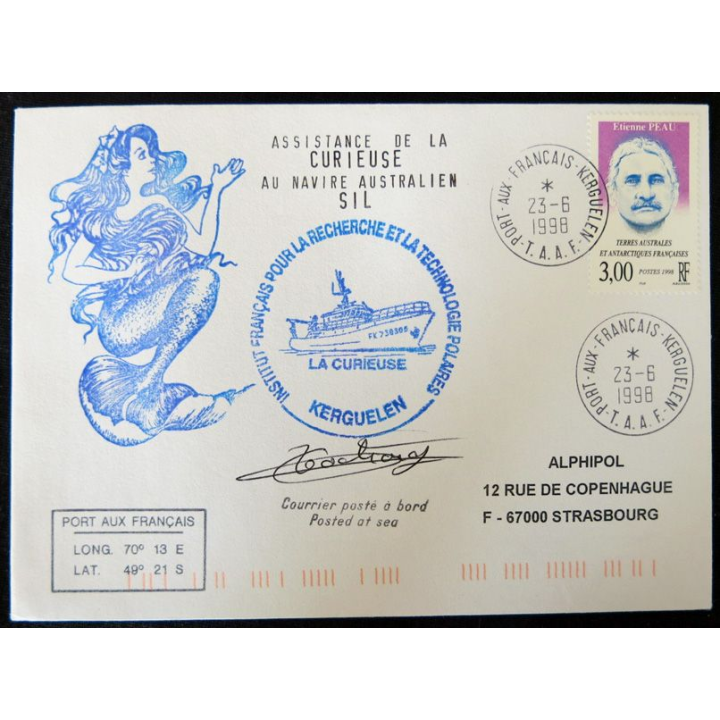 ASSISTANCE DE LA
CURIEUSE
AU NAVIRE AUSTRALIEN
SIL
Etienne PEAU
TERRES AUSTRALES
ET ANTARCTIQUES FRANÇAISES
3,00 POSTES 1998 RF
PORT-AUX-FRANÇAIS-KERGUELEN
*
23-6
1998
-T.A.A.F.-
INSTITUT FRANÇAIS POUR LA RECHERCHE ET LA TECHNOLOGIE POLAIRES
LA CURIEUSE
KERGUELEN
PORT-AUX-FRANÇAIS-KERGUELEN
*
23-6
1998
-T.A.A.F.-
ALPHIPOL
12 RUE DE COPENHAGUE
F - 67000 STRASBOURG
Courrier posté à bord
Posted at sea
PORT AUX FRANÇAIS
LONG. 70º 13 E
LAT. 49º 21 S